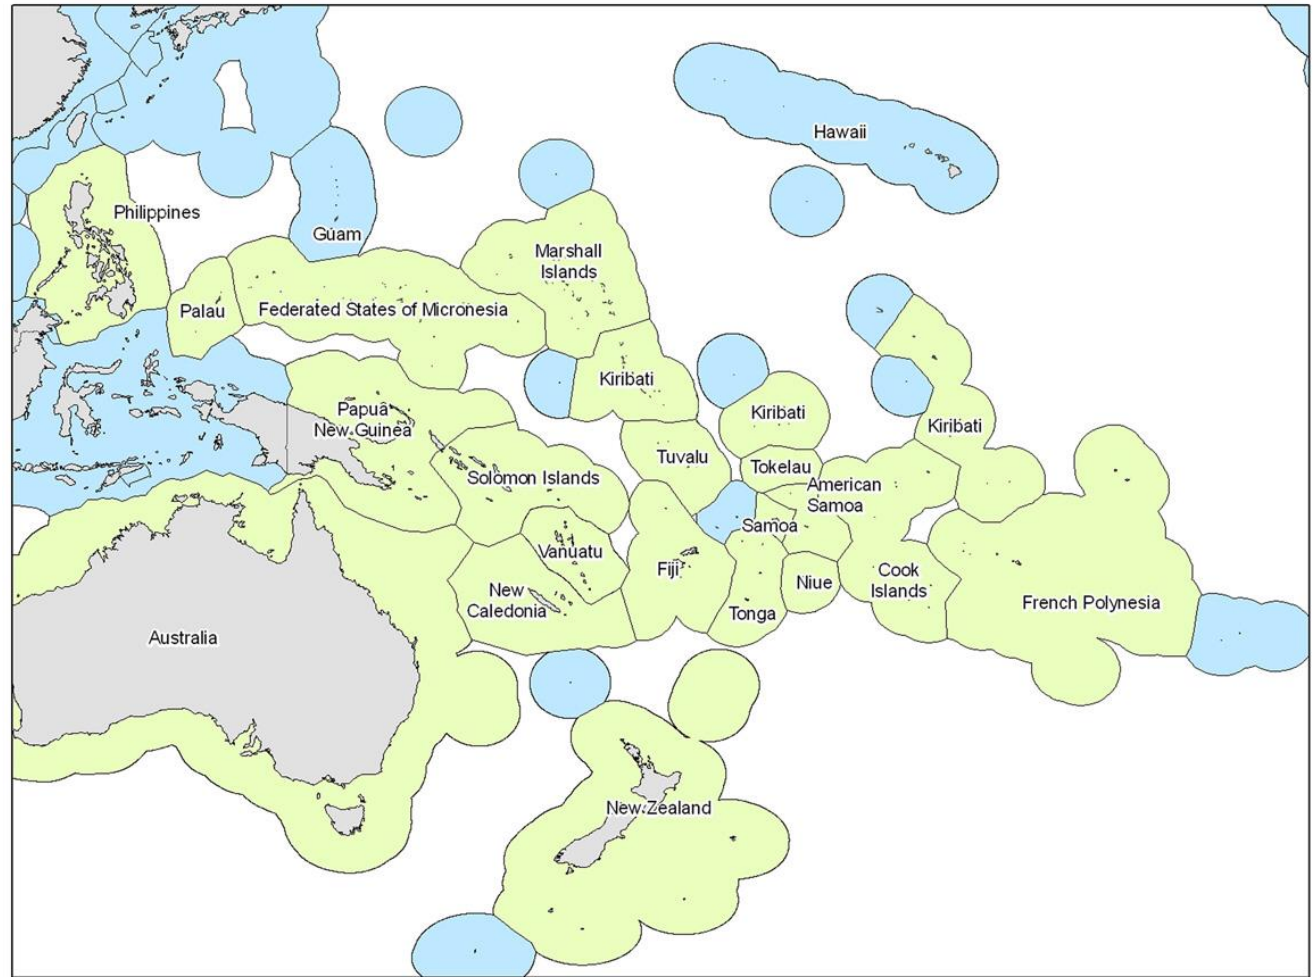 Hawaii
Philippines
Guam
Marshall
Islands
Palau
Federated States of Micronesia
Kiribati
Papua
New Guinea
Kiribati
Kiribati
Tuvalu
Tokelau
Solomon Islands
American
Samoa
Samoa
Vanuatu
Fiji
Cook
Islands
Niue
New
Caledonia
French Polynesia
Tonga
Australia
New Zealand